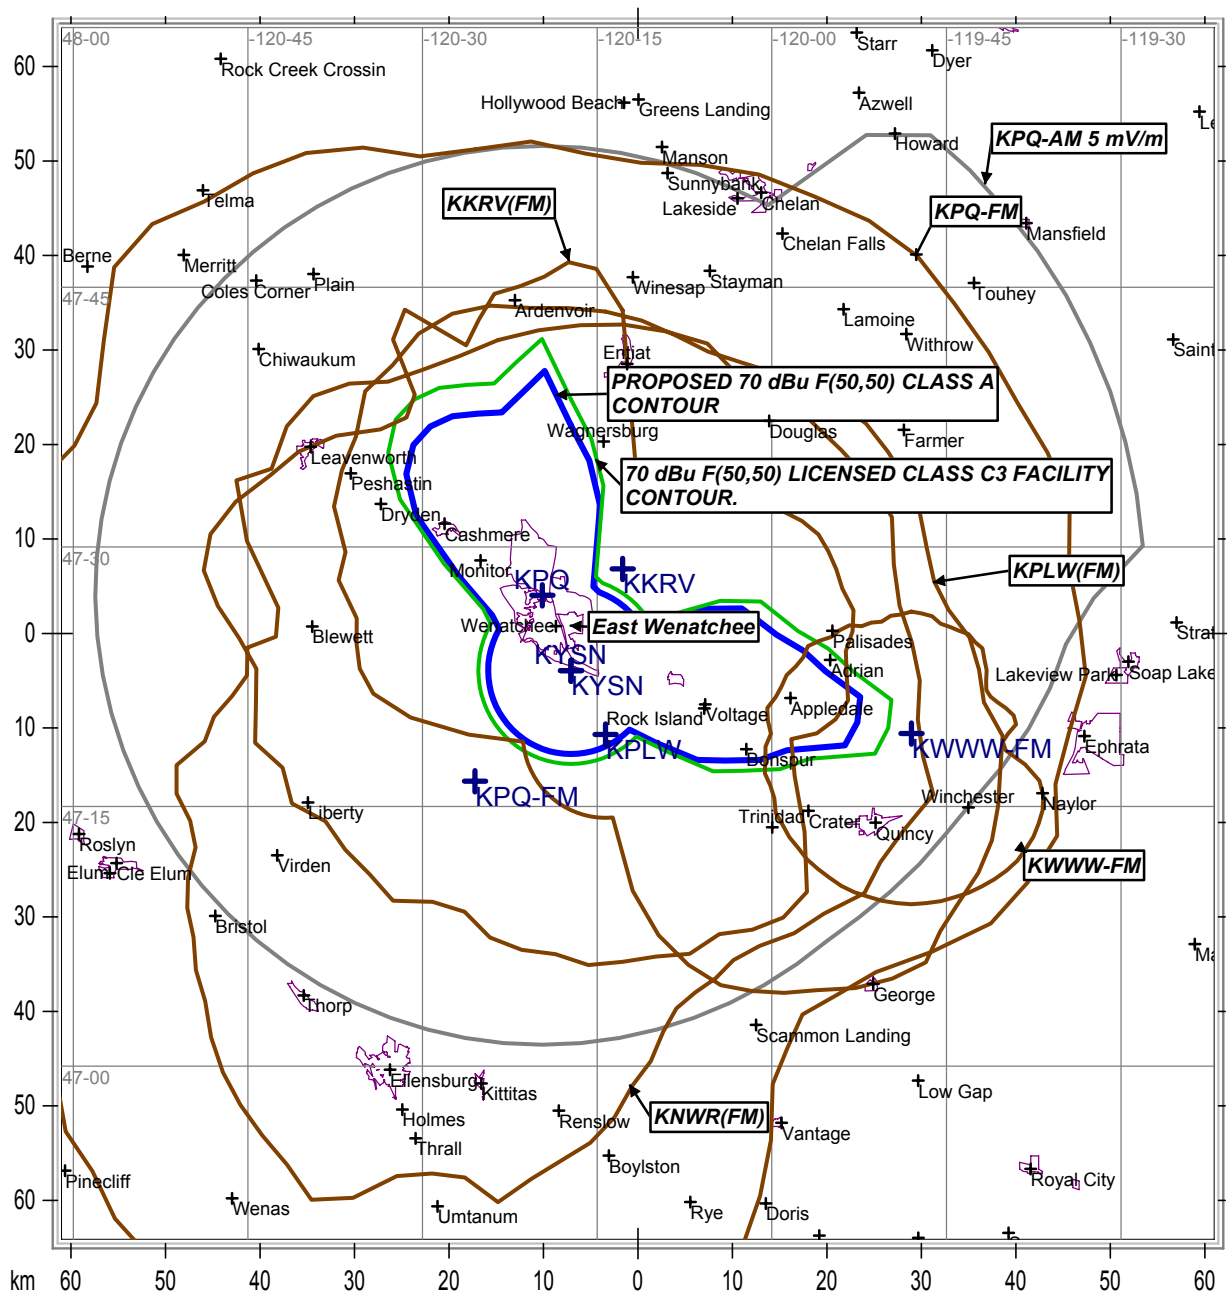 48-00
-120-45
-120-30
-120-15
-120-00
-119-45
-119-30
Starr
Dyer
Rock Creek Crossin
Hollywood Beach
Greens Landing
Azwell
Howard
KPQ-AM 5 mV/m
Manson
Sunnybank
Lakeside
Chelan
Telma
KKRV(FM)
KPQ-FM
Mansfield
Chelan Falls
Berne
Merritt
Coles Corner
Plain
Winesap
Stayman
Touhey
47-45
Ardenvoir
Lamoine
Withrow
Saint
Chiwaukum
Entiat
PROPOSED 70 dBu F(50,50) CLASS A
CONTOUR
Wagnersburg
Douglas
Farmer
Leavenworth
Peshastin
70 dBu F(50,50) LICENSED CLASS C3 FACILITY
CONTOUR.
Dryden
Cashmere
47-30
Monitor
KPQ
KKRV
KPLW(FM)
Blewett
Wenatchee
East Wenatchee
Palisades
Strat
KYSN
KYSN
Adrian
Lakeview Park
Soap Lake
Rock Island
Voltage
Appledale
KPLW
Bonspur
KWWW-FM
Ephrata
KPQ-FM
Winchester
Naylor
47-15
Liberty
Trinidad
Crater
Quincy
Roslyn
Elum
Cle Elum
Virden
KWWW-FM
Bristol
Ma
Thorp
George
Scammon Landing
47-00
Ellensburg
Kittitas
Low Gap
Holmes
Renslow
KNWR(FM)
Vantage
Thrall
Boylston
Pinecliff
Royal City
Wenas
Umtanum
Rye
Doris
60
50
40
30
20
10
0
10
20
30
40
50
60
km
60
50
40
30
20
10
0
10
20
30
40
50
60